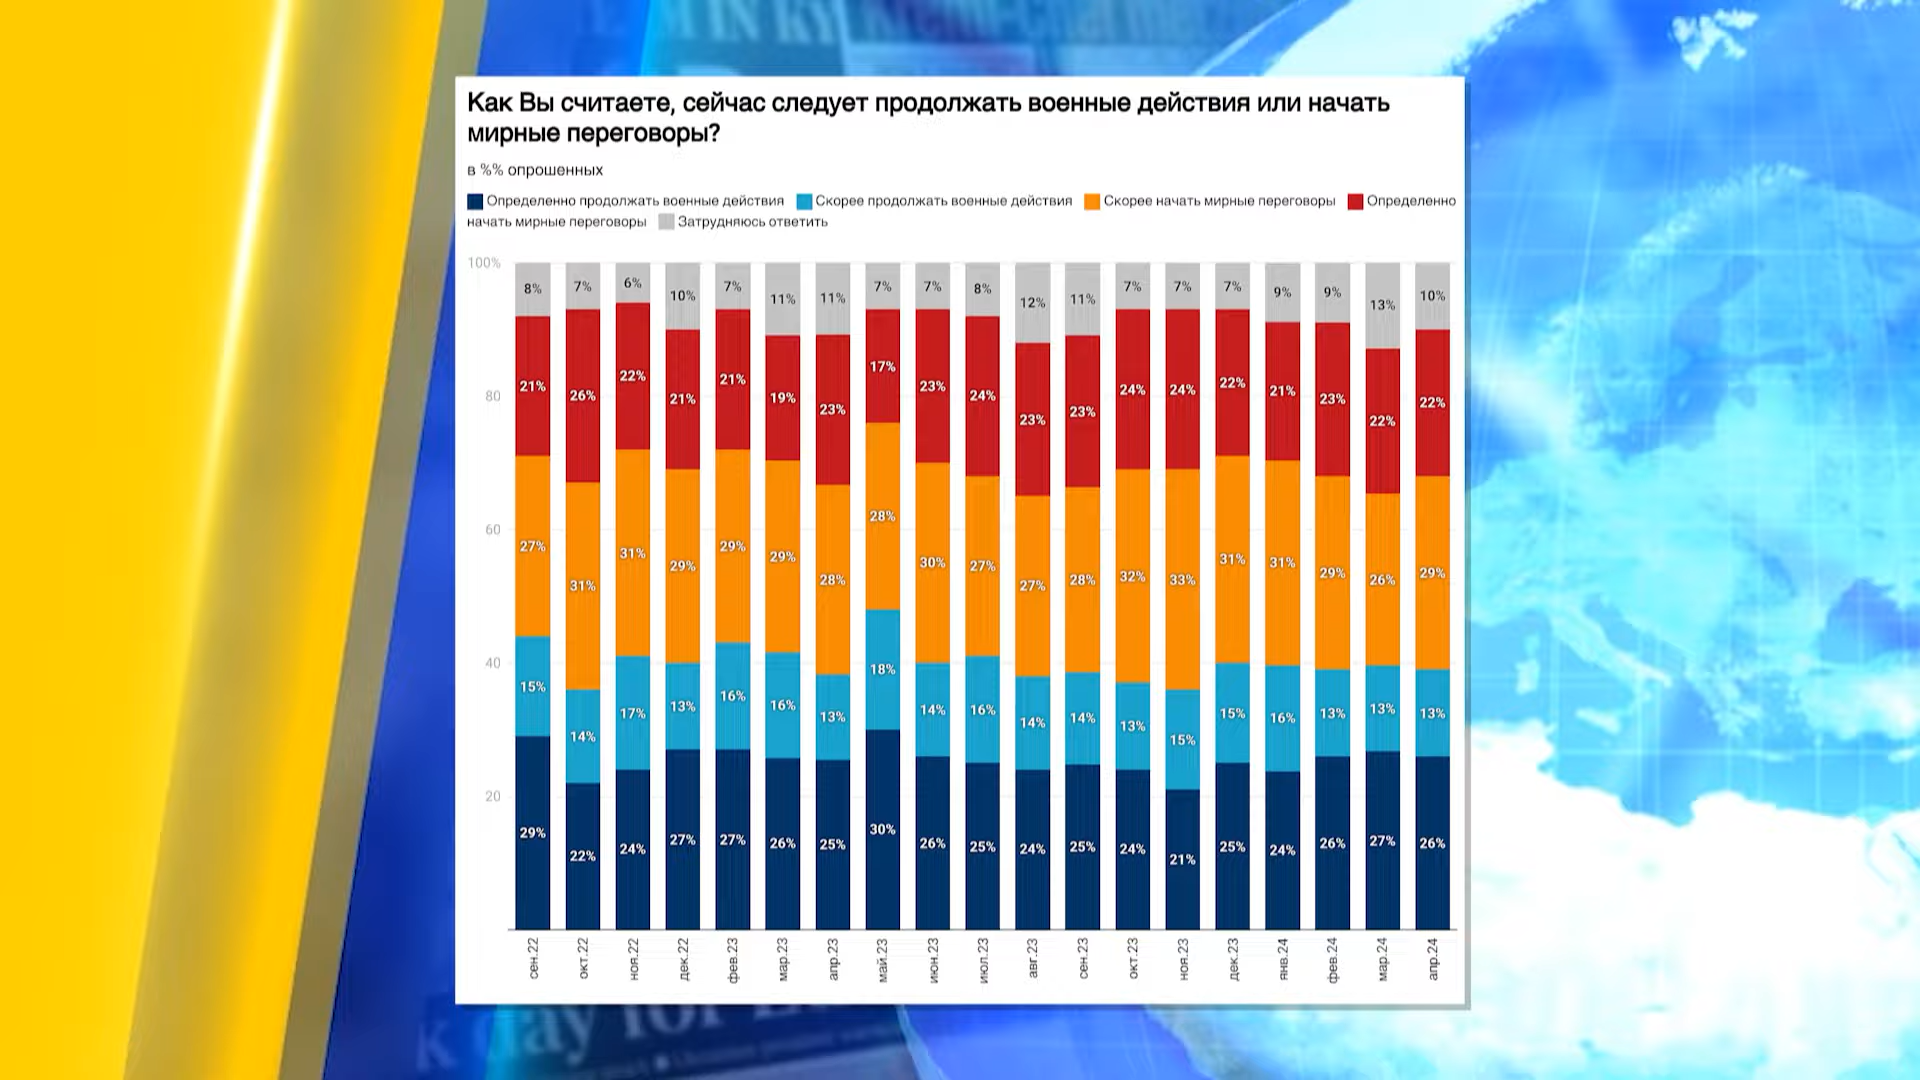 Как Вы считаете, сейчас следует продолжать военные действия или начать
мирные переговоры?
в %% опрошенных
Определенно продолжать военные действия Скорее продолжать военные действия Скорее начать мирные переговоры Определенно
начать мирные переговоры Затрудняюсь ответить
100%
80
60
40
20
8% 7% 6% 10% 7% 11% 11% 7% 7% 8% 12% 11% 7% 7% 7% 9% 9% 13% 10%
21% 26% 22% 21% 21% 19% 23% 17% 23% 24% 23% 23% 24% 24% 22% 21% 23% 22% 22%
27% 31% 31% 29% 29% 29% 28% 28% 30% 27% 27% 28% 32% 33% 31% 31% 29% 26% 29%
15% 14% 17% 13% 16% 16% 13% 18% 14% 16% 14% 14% 13% 15% 15% 16% 13% 13% 13%
29% 22% 24% 27% 27% 26% 25% 30% 26% 25% 24% 25% 24% 21% 25% 24% 26% 27% 26%
сен.22 окт.22 ноя.22 дек.22 фев.23 мар.23 апр.23 май.23 июн.23 июл.23 авг.23 сен.23 окт.23 ноя.23 дек.23 янв.24 фев.24 мар.24 апр.24